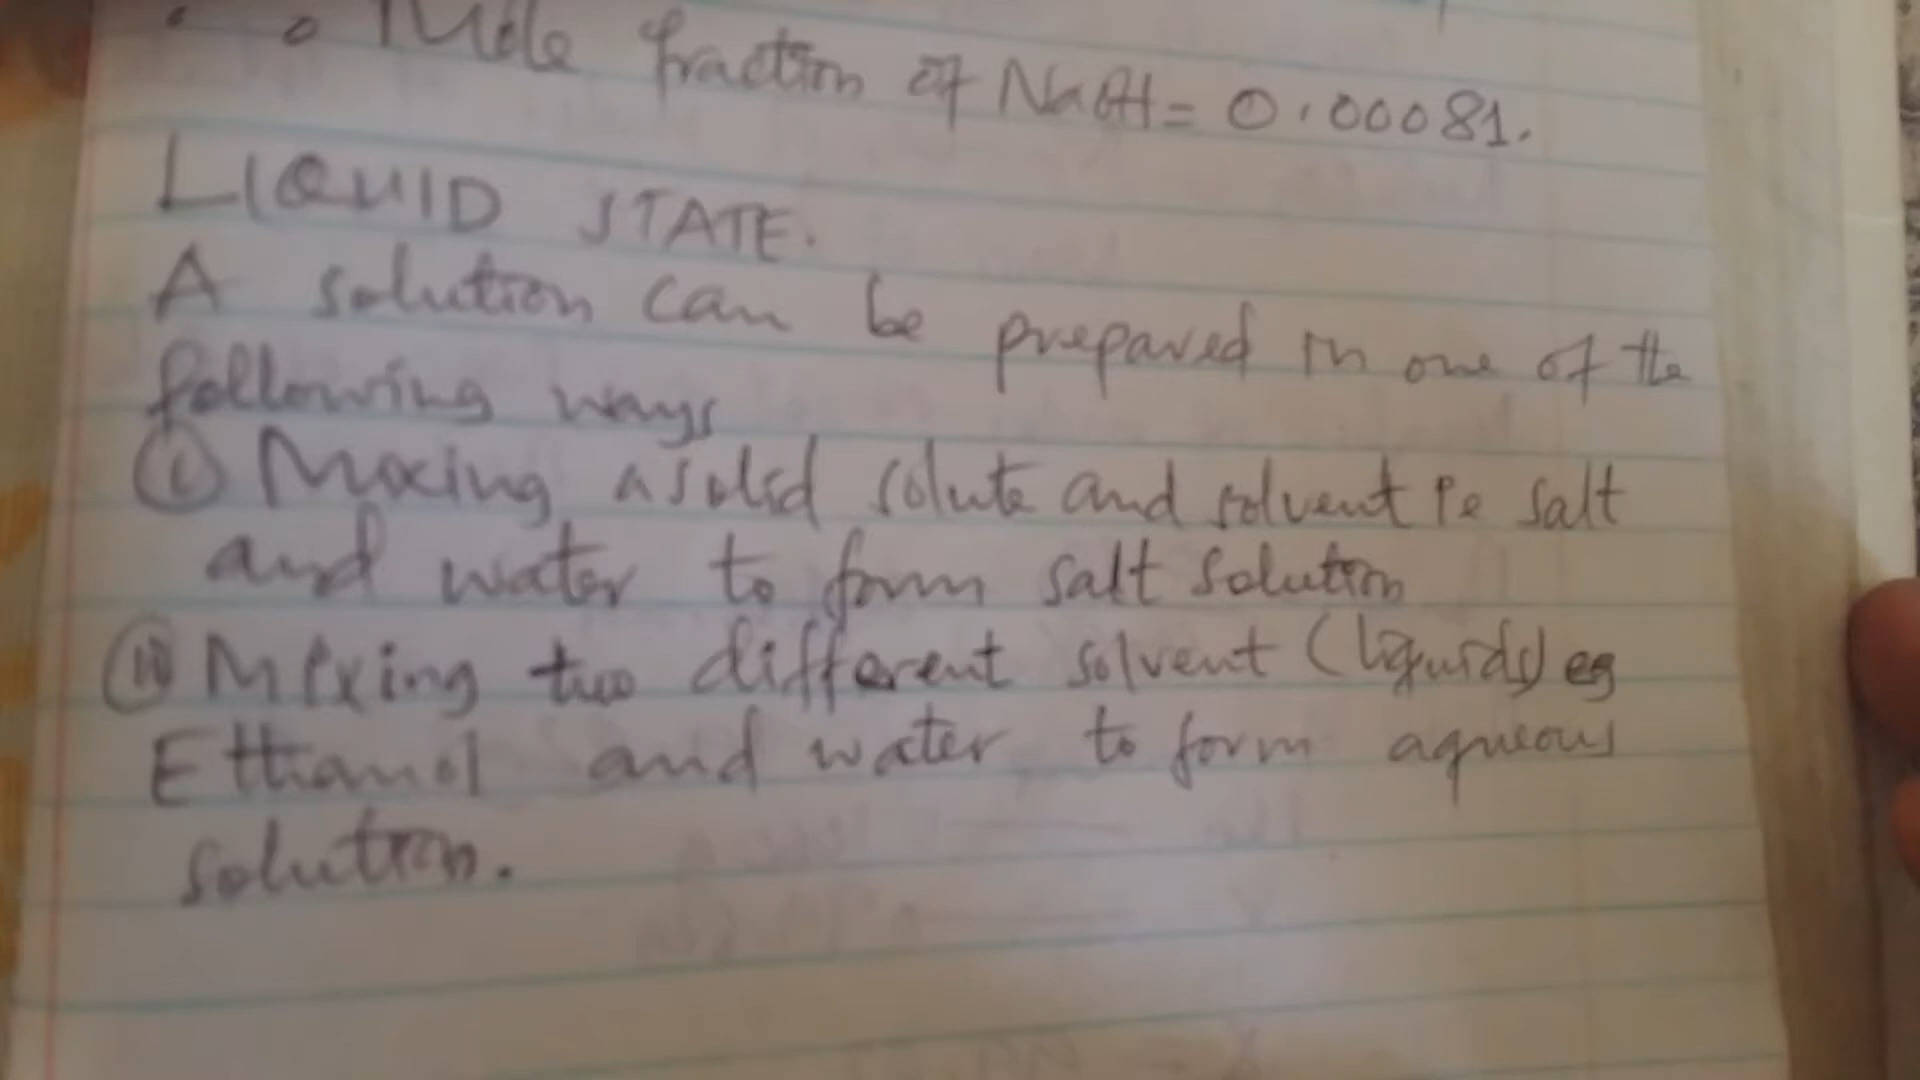 ∴ Mole fraction of NaOH = 0.00081.
LIQUID STATE.
A solution can be prepared in one of the
following ways
(i) Mixing a solid solute and solvent ie salt
and water to form salt solution
(ii) Mixing two different solvent (liquids) eg
Ethanol and water to form aqueous
solution.